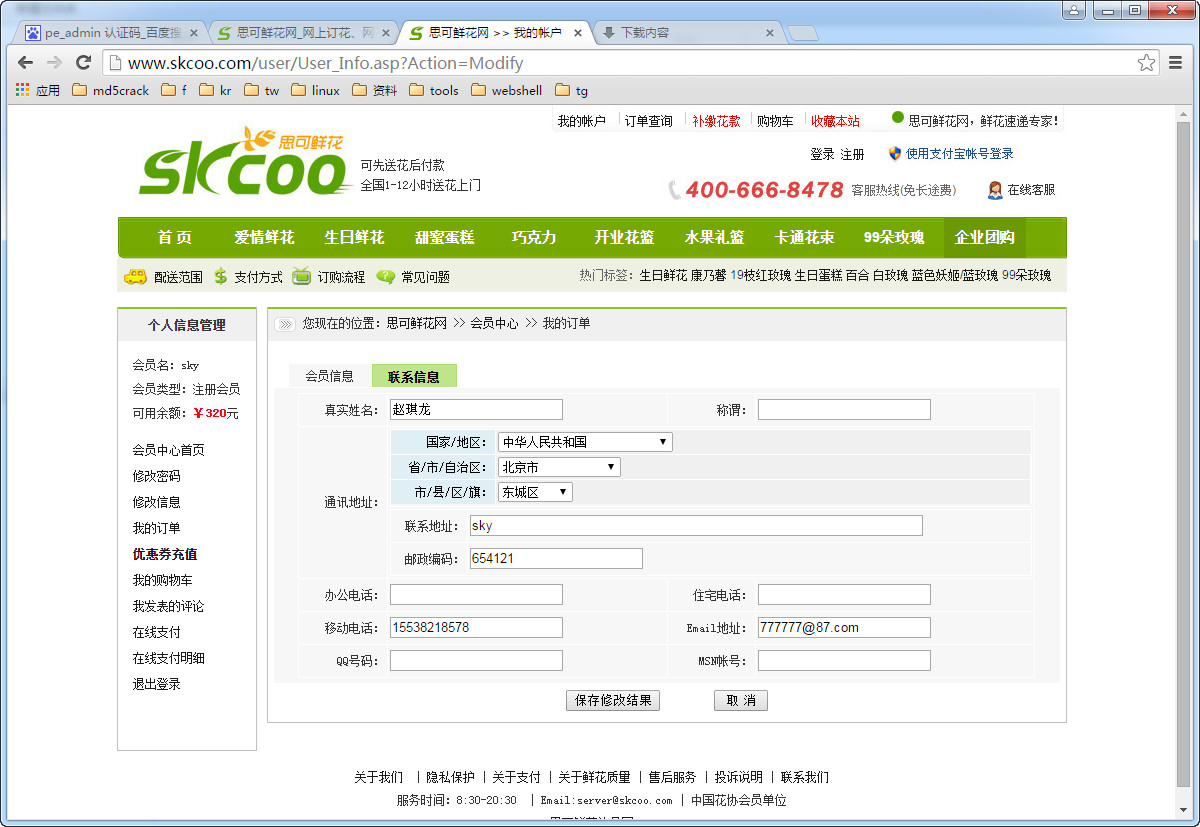 pe_admin 认证码_百度搜
思可鲜花网_网上订花、网
思可鲜花网 >> 我的帐户
下载内容
www.skcoo.com/user/User_Info.asp?Action=Modify
应用 md5crack f kr tw linux 资料 tools webshell tg
我的帐户 订单查询 补缴花款 购物车 收藏本站 思可鲜花网，鲜花速递专家!
skcoo 思可鲜花
可先送花后付款
全国1-12小时送花上门
登录 注册 使用支付宝帐号登录
400-666-8478 客服热线(免长途费) 在线客服
首 页 爱情鲜花 生日鲜花 甜蜜蛋糕 巧克力 开业花篮 水果礼篮 卡通花束 99朵玫瑰 企业团购
配送范围 支付方式 订购流程 常见问题 热门标签：生日鲜花 康乃馨 19枝红玫瑰 生日蛋糕 百合 白玫瑰 蓝色妖姬/蓝玫瑰 99朵玫瑰
个人信息管理
会员名：sky
会员类型：注册会员
可用余额：￥320元
会员中心首页
修改密码
修改信息
我的订单
优惠劵充值
我的购物车
我发表的评论
在线支付
在线支付明细
退出登录
您现在的位置：思可鲜花网 >> 会员中心 >> 我的订单
会员信息 联系信息
真实姓名： 赵琪龙 称谓：
通讯地址：
国家/地区： 中华人民共和国
省/市/自治区： 北京市
市/县/区/旗： 东城区
联系地址： sky
邮政编码： 654121
办公电话： 住宅电话：
移动电话： 15538218578 Email地址： 777777@87.com
QQ号码： MSN帐号：
保存修改结果 取 消
关于我们 | 隐私保护 | 关于支付 | 关于鲜花质量 | 售后服务 | 投诉说明 | 联系我们
服务时间：8:30-20:30 | Email:server@skcoo.com | 中国花协会员单位